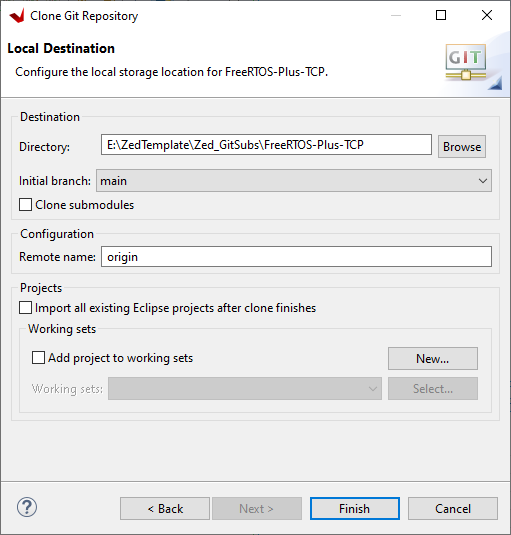 Clone Git Repository
Local Destination
Configure the local storage location for FreeRTOS-Plus-TCP.
GIT
Destination
Directory: E:\ZedTemplate\Zed_GitSubs\FreeRTOS-Plus-TCP Browse
Initial branch: main
Clone submodules
Configuration
Remote name: origin
Projects
Import all existing Eclipse projects after clone finishes
Working sets
Add project to working sets New...
Working sets: Select...
? < Back Next > Finish Cancel